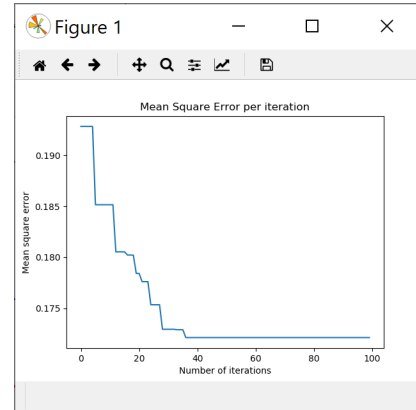 Figure 1
Mean Square Error per iteration
0.190
0.185
0.180
0.175
Mean square error
0
20
40
60
80
100
Number of iterations